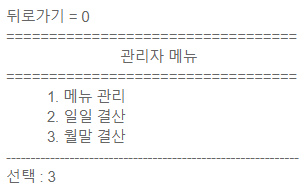 뒤로가기 = 0
==================================
관리자 메뉴
==================================
1. 메뉴 관리
2. 일일 결산
3. 월말 결산
-----------------------------------------------------------
선택 : 3